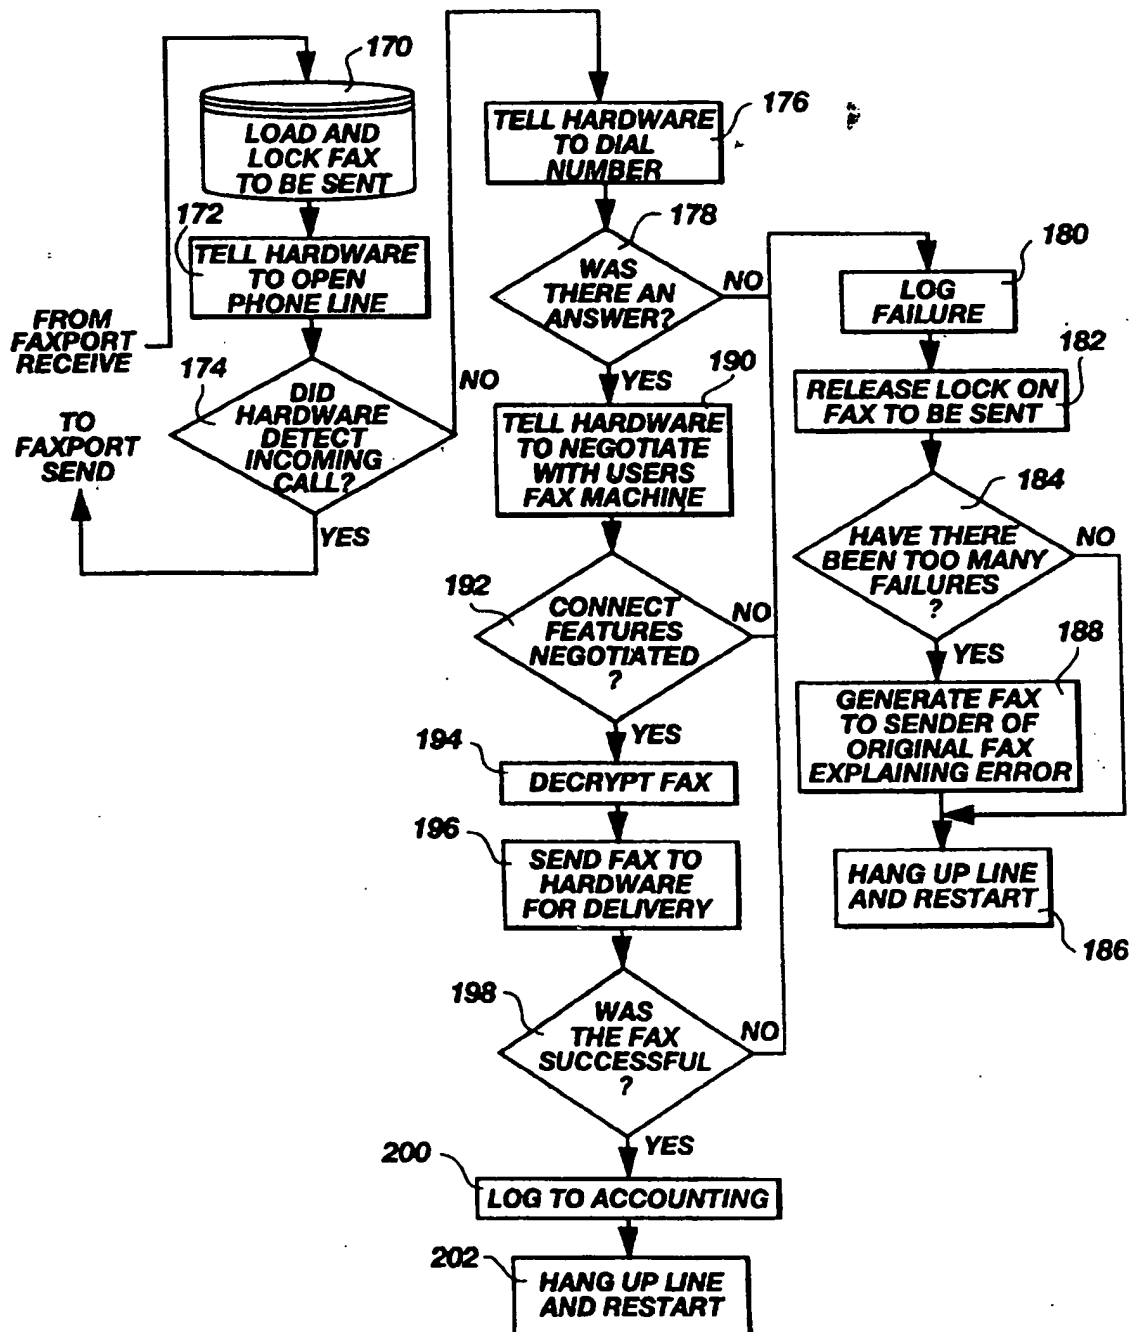 170
LOAD AND
LOCK FAX
TO BE SENT
172
TELL HARDWARE
TO OPEN
PHONE LINE
FROM
FAXPORT
RECEIVE
174
DID
HARDWARE
DETECT
INCOMING
CALL?
NO
YES
TO
FAXPORT
SEND
176
TELL HARDWARE
TO DIAL
NUMBER
178
WAS
THERE AN
ANSWER?
NO
YES
190
TELL HARDWARE
TO NEGOTIATE
WITH USERS
FAX MACHINE
192
CONNECT
FEATURES
NEGOTIATED
?
NO
YES
194
DECRYPT FAX
196
SEND FAX TO
HARDWARE
FOR DELIVERY
198
WAS
THE FAX
SUCCESSFUL
?
NO
YES
200
LOG TO ACCOUNTING
202
HANG UP LINE
AND RESTART
180
LOG
FAILURE
182
RELEASE LOCK ON
FAX TO BE SENT
184
HAVE THERE
BEEN TOO MANY
FAILURES
?
NO
YES
188
GENERATE FAX
TO SENDER OF
ORIGINAL FAX
EXPLAINING ERROR
HANG UP LINE
AND RESTART
186